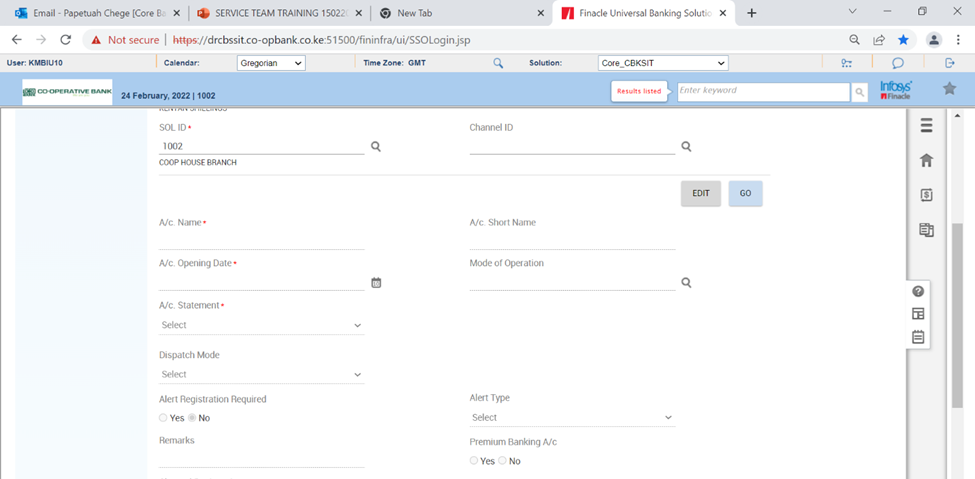 Email - Papetuah Chege [Core Ba
SERVICE TEAM TRAINING 15022(
New Tab
Finacle Universal Banking Solutio
Not secure | https://drcbssit.co-opbank.co.ke:51500/fininfra/ui/SSOLogin.jsp
User: KMBIU10
Calendar:
Gregorian
Time Zone: GMT
Solution:
Core_CBKSIT
CO-OPERATIVE BANK
24 February, 2022 | 1002
Results listed
Enter keyword
Infosys
Finacle
KENYAN SHILLINGS
SOL ID *
Channel ID
1002
COOP HOUSE BRANCH
EDIT
GO
A/c. Name *
A/c. Short Name
A/c. Opening Date *
Mode of Operation
A/c. Statement *
Select
Dispatch Mode
Select
Alert Registration Required
Alert Type
Yes No
Select
Remarks
Premium Banking A/c
Yes No